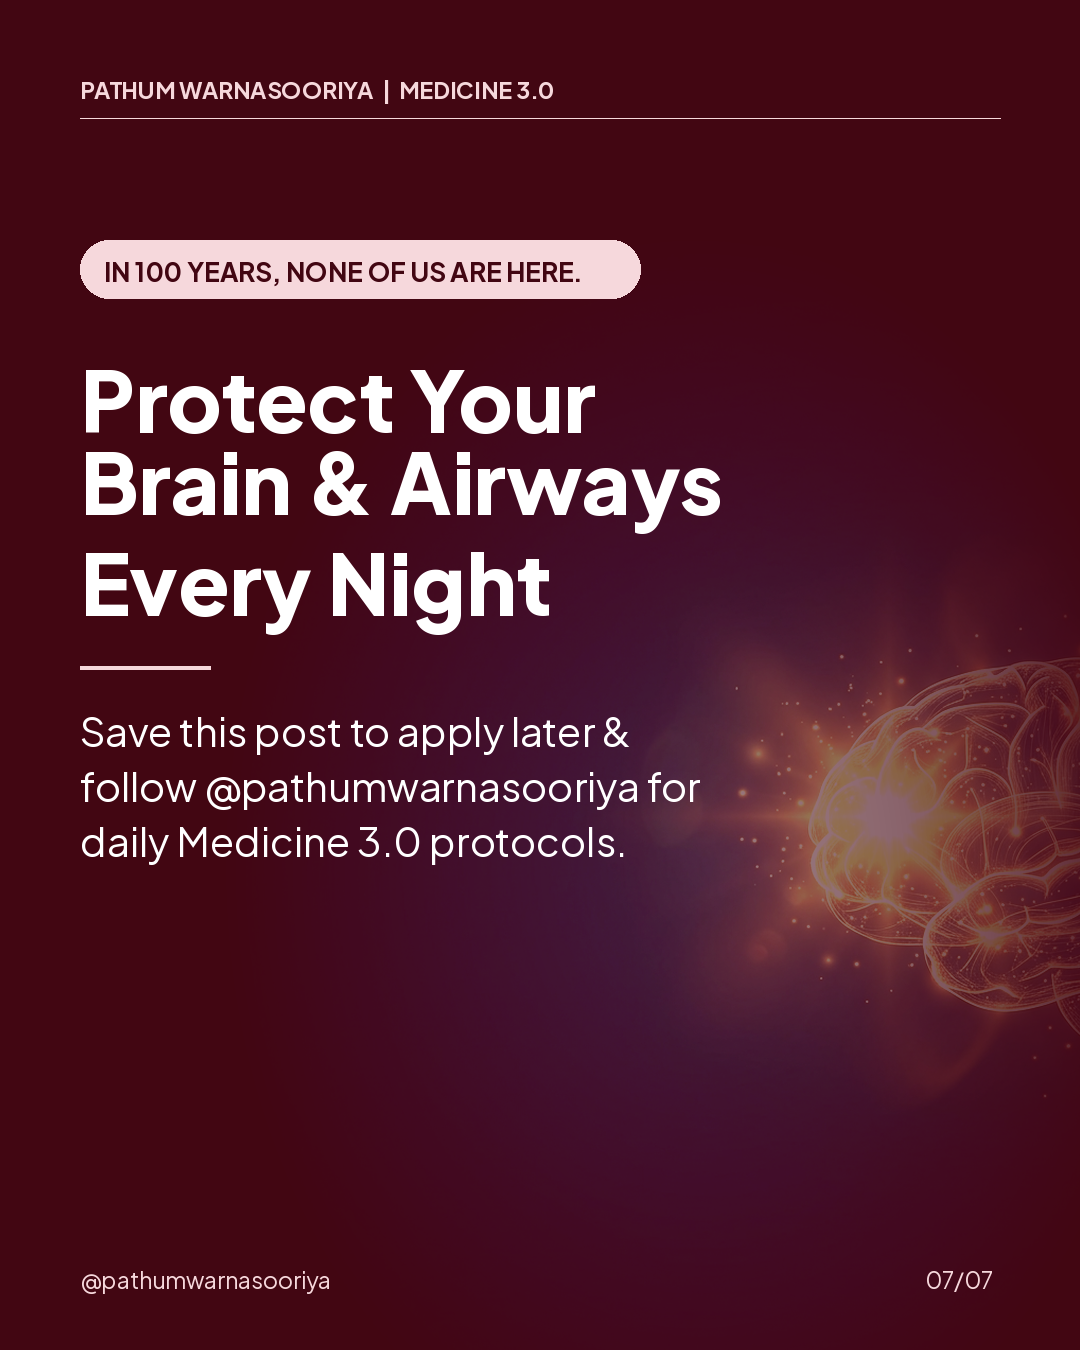 PATHUM WARNASOORIYA | MEDICINE 3.0
IN 100 YEARS, NONE OF US ARE HERE.
Protect Your
Brain & Airways
Every Night
Save this post to apply later &
follow @pathumwarnasooriya for
daily Medicine 3.0 protocols.
@pathumwarnasooriya
07/07